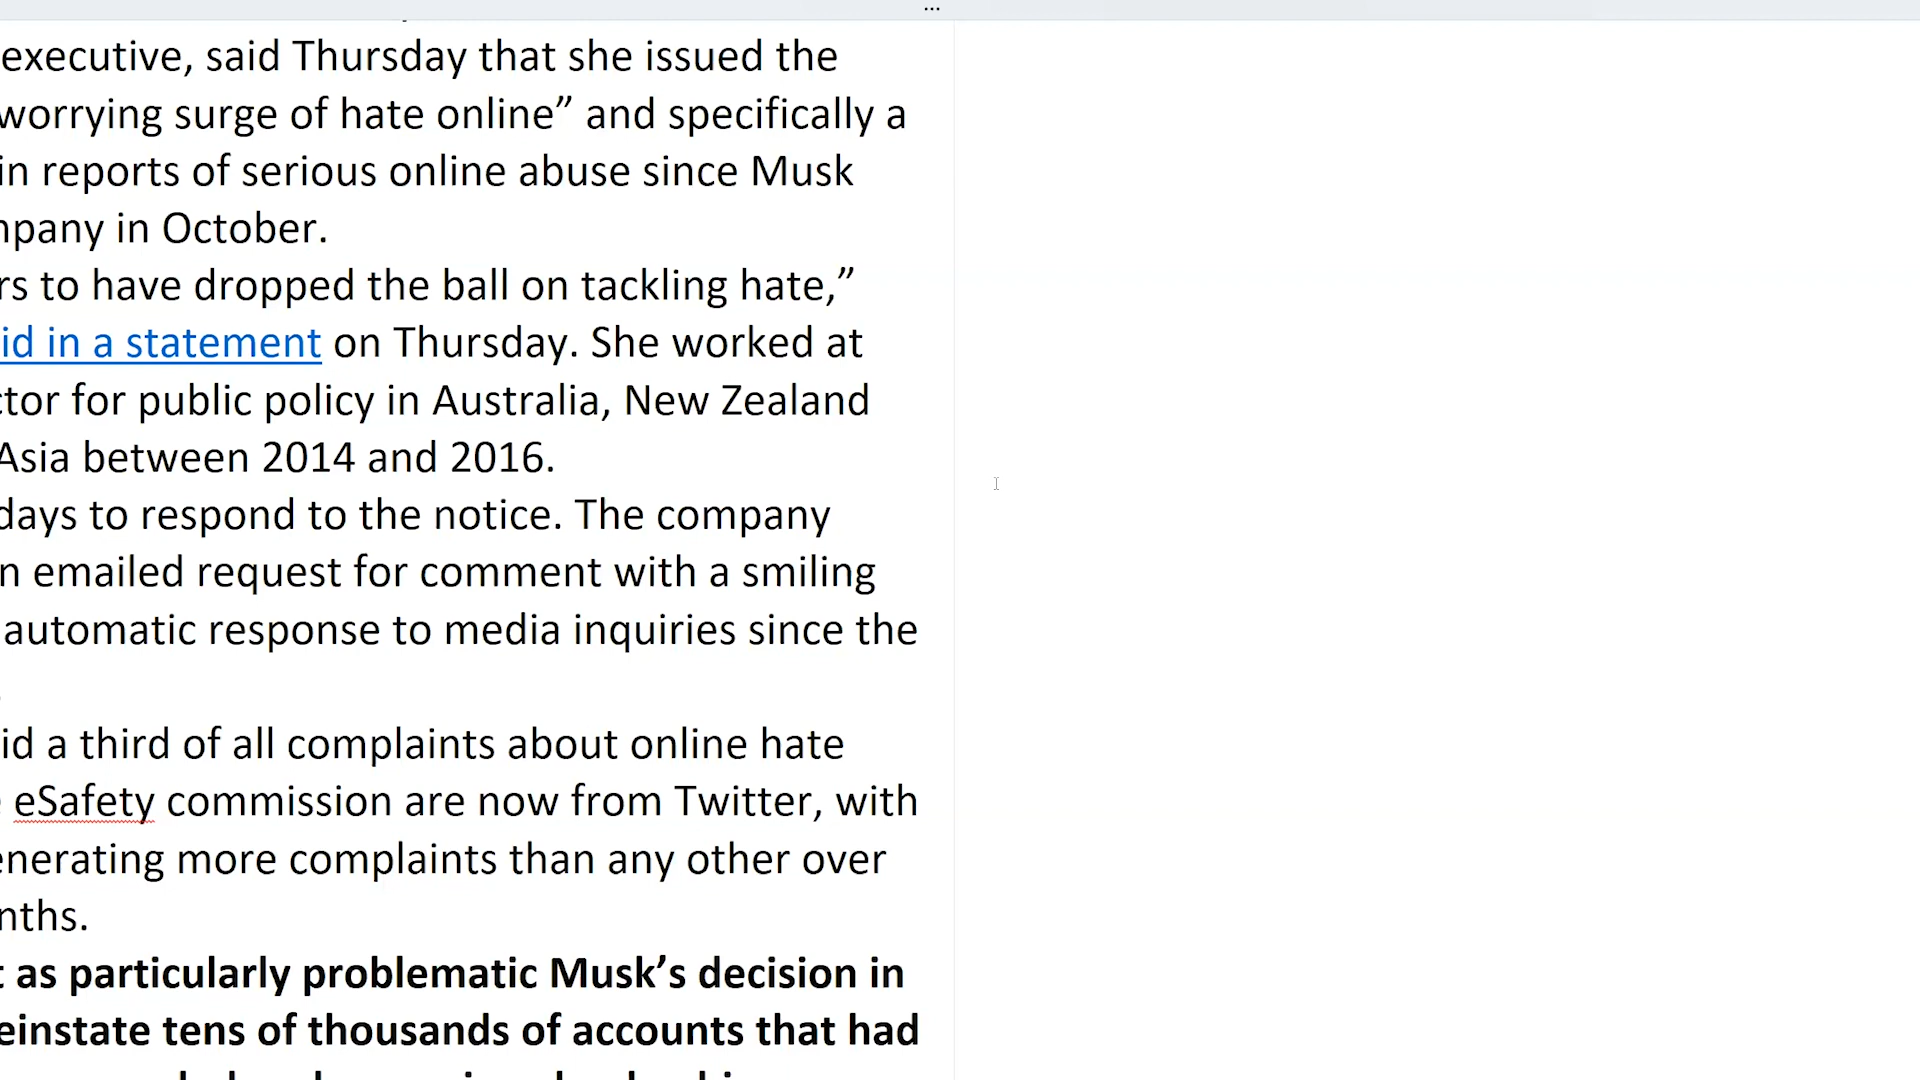 ...
executive, said Thursday that she issued the
worrying surge of hate online” and specifically a
in reports of serious online abuse since Musk
mpany in October.
rs to have dropped the ball on tackling hate,”
id in a statement on Thursday. She worked at
ctor for public policy in Australia, New Zealand
Asia between 2014 and 2016.
days to respond to the notice. The company
n emailed request for comment with a smiling
automatic response to media inquiries since the
id a third of all complaints about online hate
eSafety commission are now from Twitter, with
enerating more complaints than any other over
nths.
t as particularly problematic Musk’s decision in
einstate tens of thousands of accounts that had